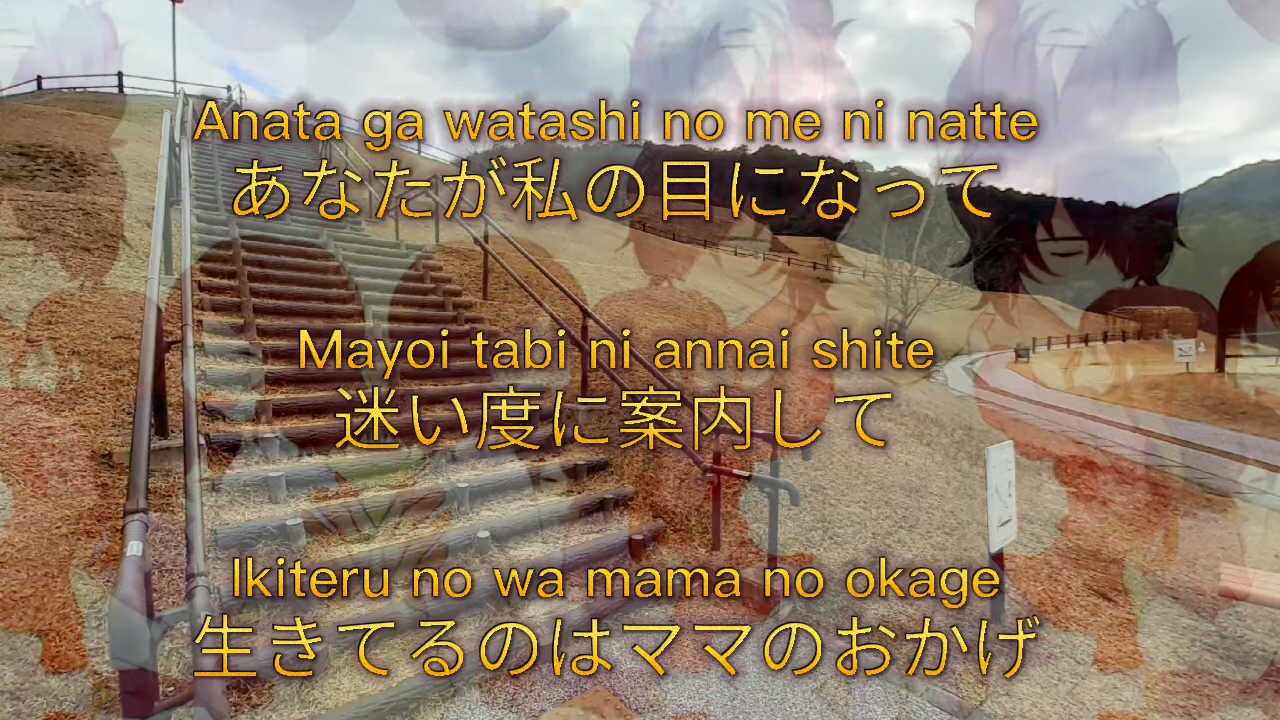 Anata ga watashi no me ni natte
あなたが私の目になって
Mayoi tabi ni annai shite
迷い度に案内して
Ikiteru no wa mama no okage
生きてるのはママのおかげ